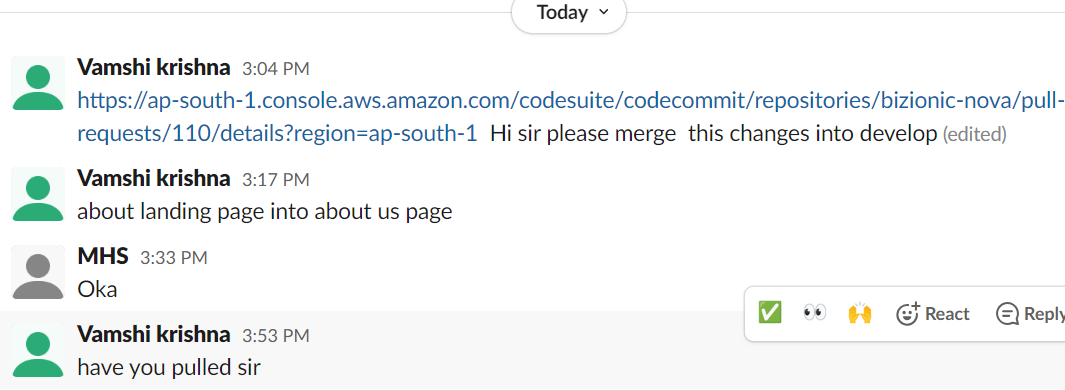 Today
Vamshi krishna 3:04 PM
https://ap-south-1.console.aws.amazon.com/codesuite/codecommit/repositories/bizionic-nova/pull-
requests/110/details?region=ap-south-1 Hi sir please merge this changes into develop (edited)
Vamshi krishna 3:17 PM
about landing page into about us page
MHS 3:33 PM
Oka
React Reply
Vamshi krishna 3:53 PM
have you pulled sir